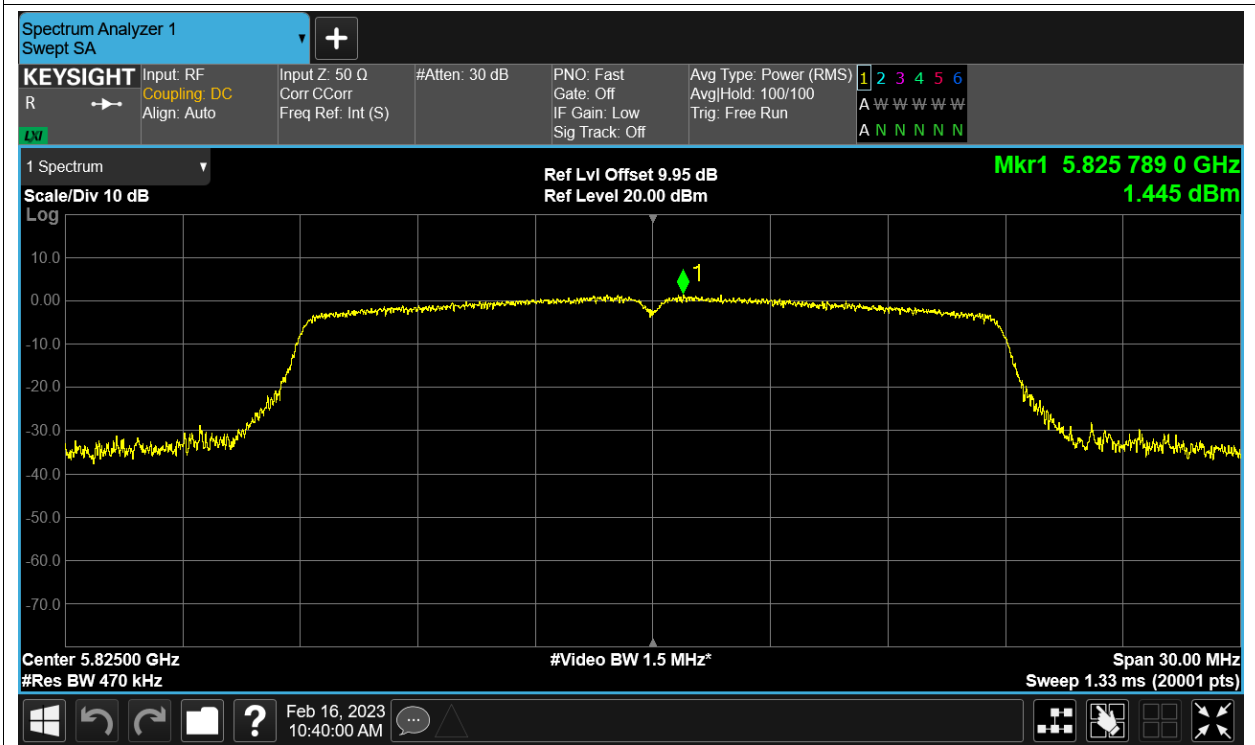 Spectrum Analyzer 1
Swept SA
KEYSIGHT
R
LXI
Input: RF
Coupling: DC
Align: Auto
Input Z: 50 Ω
Corr CCorr
Freq Ref: Int (S)
#Atten: 30 dB
PNO: Fast
Gate: Off
IF Gain: Low
Sig Track: Off
Avg Type: Power (RMS)
Avg|Hold: 100/100
Trig: Free Run
1 2 3 4 5 6
A W W W W W
A N N N N N
1 Spectrum
Scale/Div 10 dB
Ref Lvl Offset 9.95 dB
Ref Level 20.00 dBm
Mkr1 5.825 789 0 GHz
1.445 dBm
Log
10.0
0.00
-10.0
-20.0
-30.0
-40.0
-50.0
-60.0
-70.0
1
Center 5.82500 GHz
#Res BW 470 kHz
#Video BW 1.5 MHz*
Span 30.00 MHz
Sweep 1.33 ms (20001 pts)
?
Feb 16, 2023
10:40:00 AM